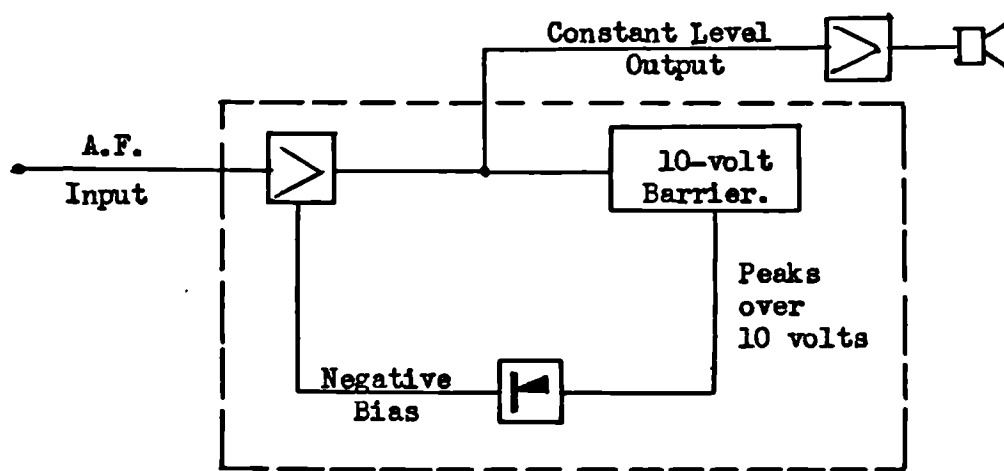 Constant Level
Output
A.F.
Input
10-volt
Barrier.
Peaks
over
10 volts
Negative
Bias